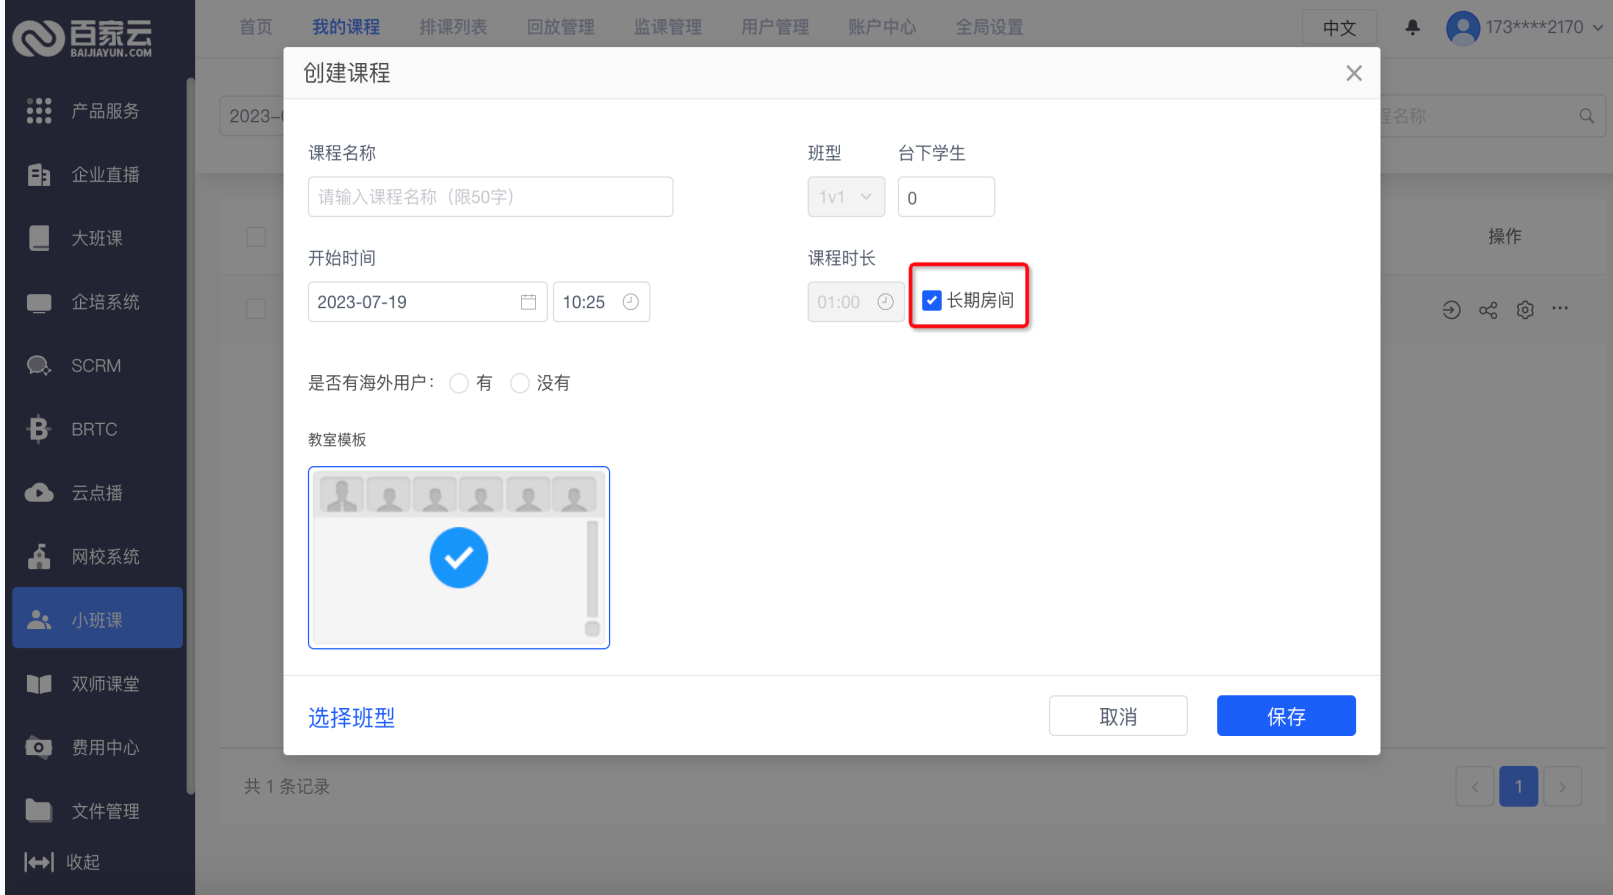 百家云
BAIJIAYUN.COM
首页 我的课程 排课列表 回放管理 监课管理 用户管理 账户中心 全局设置 中文 173****2170
产品服务
企业直播
大班课
企培系统
SCRM
BRTC
云点播
网校系统
小班课
双师课堂
费用中心
文件管理
收起
2023-
程名称
操作
创建课程
课程名称 班型 台下学生
请输入课程名称（限50字） 1v1 0
开始时间 课程时长
2023-07-19 10:25 01:00 长期房间
是否有海外用户： 有 没有
教室模板
选择班型 取消 保存
共 1 条记录 1